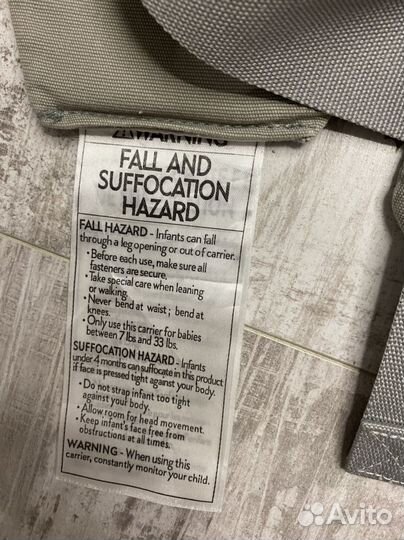 WARNING
FALL AND
SUFFOCATION
HAZARD
FALL HAZARD - Infants can fall
through a leg opening or out of carrier.
• Before each use, make sure all
fasteners are secure.
• Take special care when leaning
or walking.
• Never bend at waist; bend at
knees.
• Only use this carrier for babies
between 7 lbs and 33 lbs.
SUFFOCATION HAZARD - Infants
under 4 months can suffocate in this product
if face is pressed tight against your body.
• Do not strap infant too tight
against your body.
• Allow room for head movement.
• Keep infant's face free from
obstructions at all times.
WARNING - When using this
carrier, constantly monitor your child.
Avito